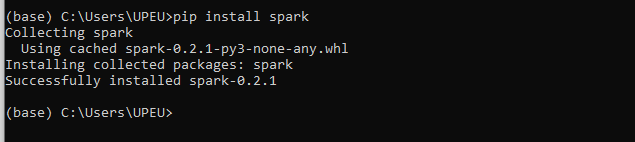 (base) C:\Users\UPEU>pip install spark
Collecting spark
  Using cached spark-0.2.1-py3-none-any.whl
Installing collected packages: spark
Successfully installed spark-0.2.1
(base) C:\Users\UPEU>